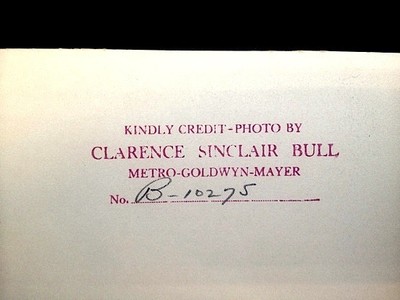 KINDLY CREDIT-PHOTO BY
CLARENCE SINCLAIR BULL
METRO-GOLDWYN-MAYER
No. B-10275